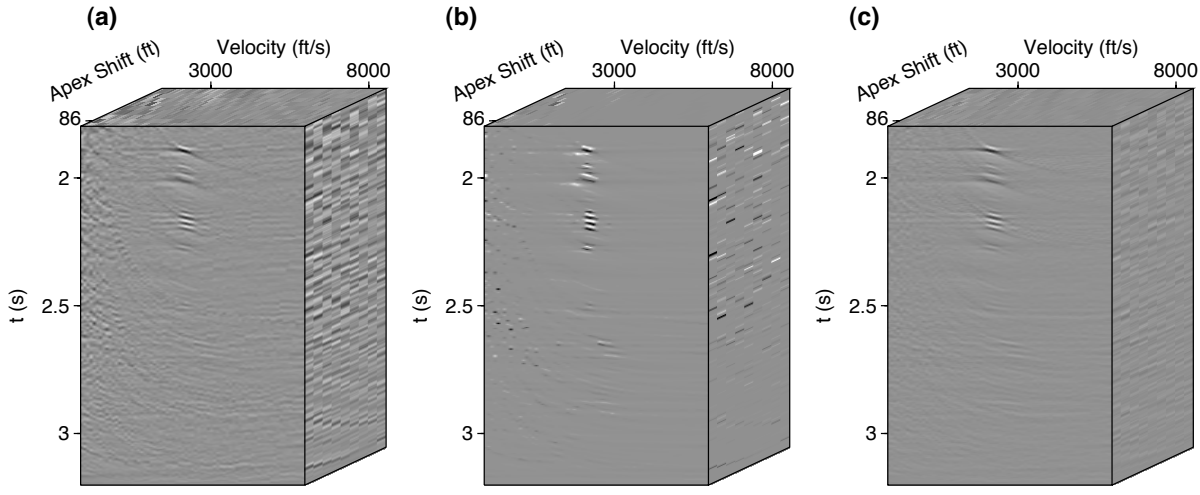 (a)
Velocity (ft/s)
3000
8000
Apex Shift (ft)
86
2
2.5
3
t (s)
(b)
Velocity (ft/s)
3000
8000
Apex Shift (ft)
86
2
2.5
3
t (s)
(c)
Velocity (ft/s)
3000
8000
Apex Shift (ft)
86
2
2.5
3
t (s)